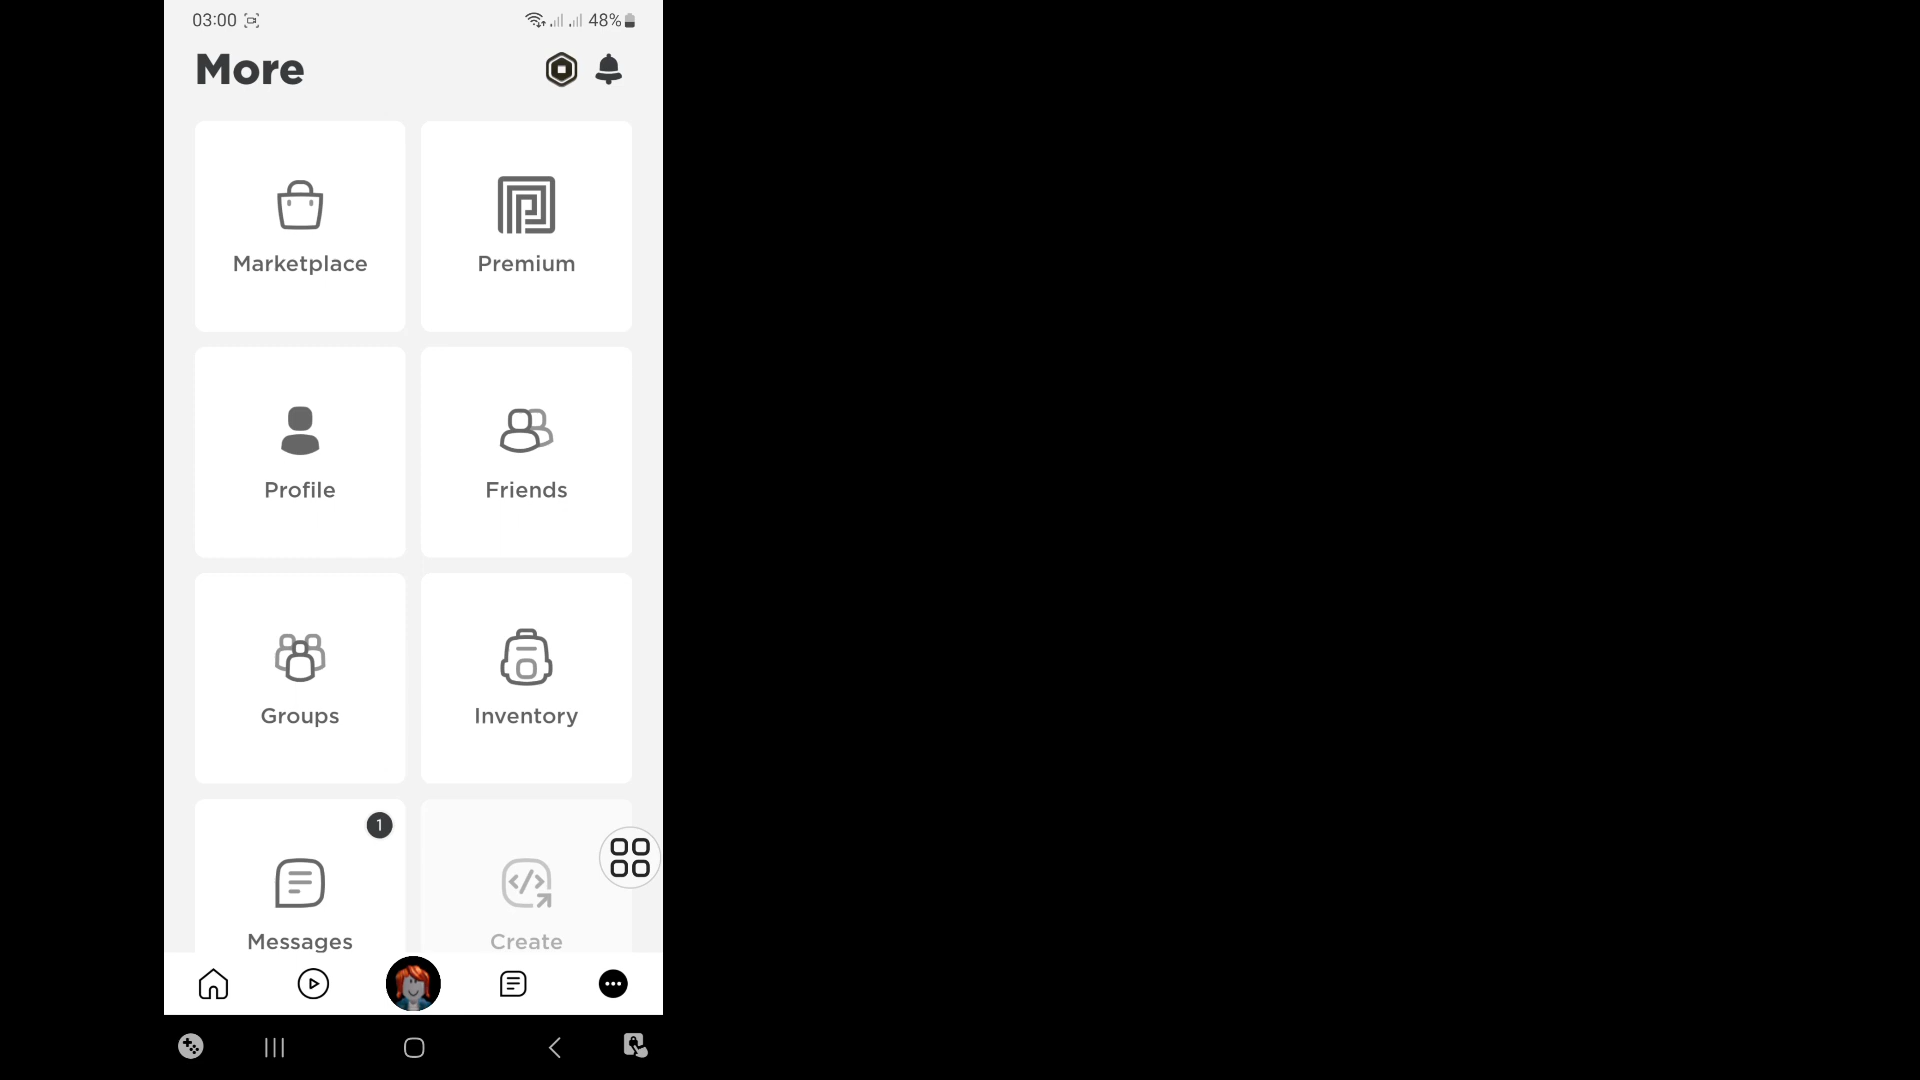 03:00 48%
More
Marketplace Premium
Profile Friends
Groups Inventory
1
Messages Create